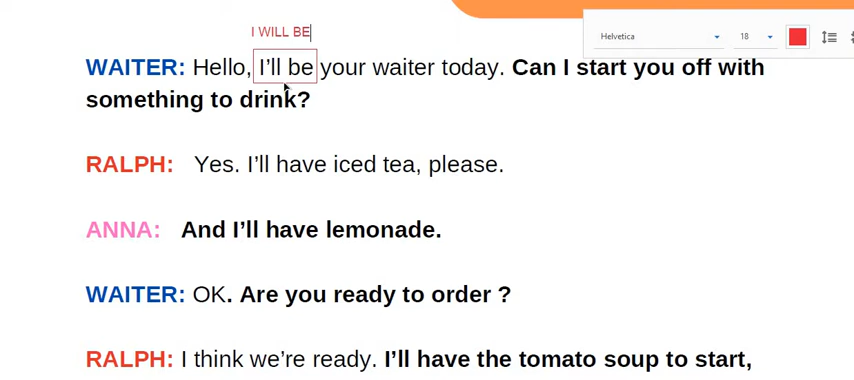 I WILL BE
Helvetica 18
WAITER: Hello, I’ll be your waiter today. Can I start you off with
something to drink?
RALPH: Yes. I’ll have iced tea, please.
ANNA: And I’ll have lemonade.
WAITER: OK. Are you ready to order ?
RALPH: I think we’re ready. I’ll have the tomato soup to start,